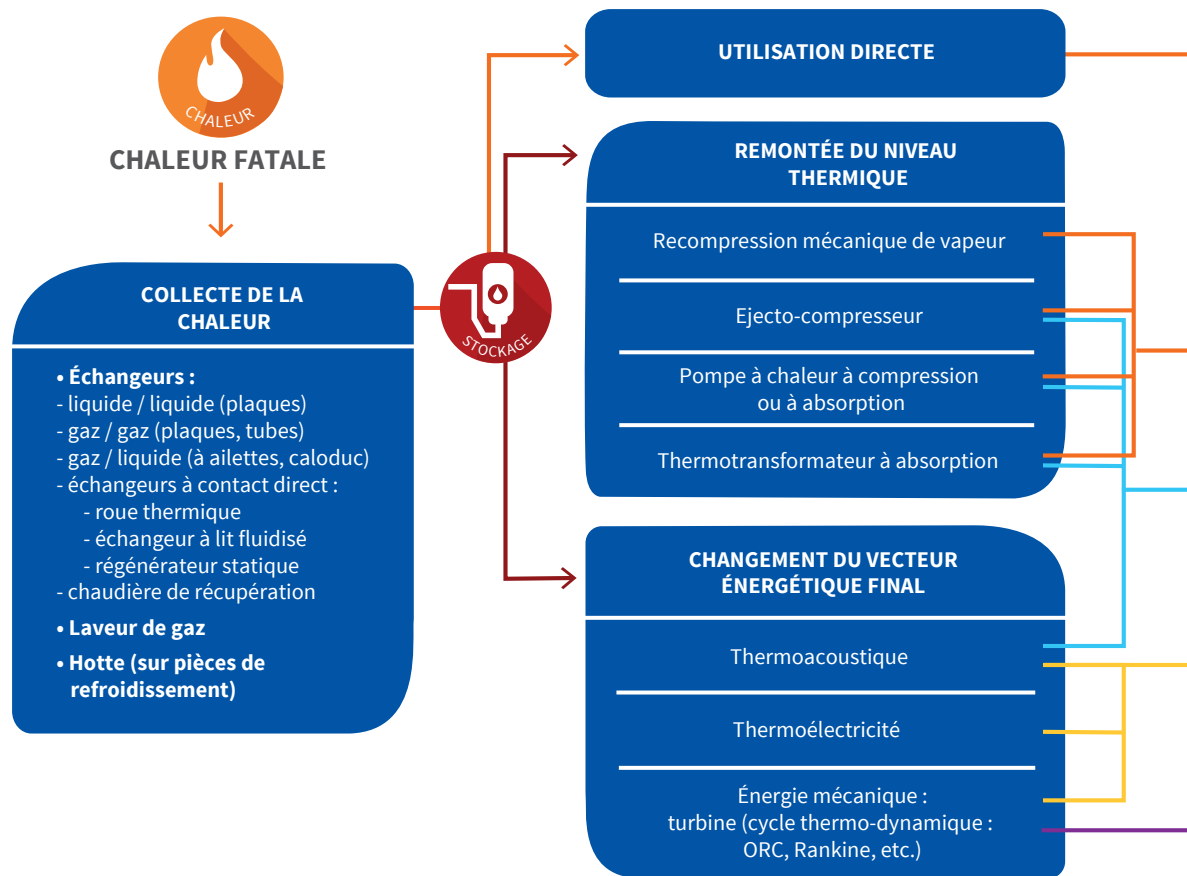 CHALEUR
CHALEUR FATALE
COLLECTE DE LA
CHALEUR
• Échangeurs :
- liquide / liquide (plaques)
- gaz / gaz (plaques, tubes)
- gaz / liquide (à ailettes, caloduc)
- échangeurs à contact direct :
- roue thermique
- échangeur à lit fluidisé
- régénérateur statique
- chaudière de récupération
• Laveur de gaz
• Hotte (sur pièces de
refroidissement)
STOCKAGE
UTILISATION DIRECTE
REMONTÉE DU NIVEAU
THERMIQUE
Recompression mécanique de vapeur
Ejecto-compresseur
Pompe à chaleur à compression
ou à absorption
Thermotransformateur à absorption
CHANGEMENT DU VECTEUR
ÉNERGÉTIQUE FINAL
Thermoacoustique
Thermoélectricité
Énergie mécanique :
turbine (cycle thermo-dynamique :
ORC, Rankine, etc.)